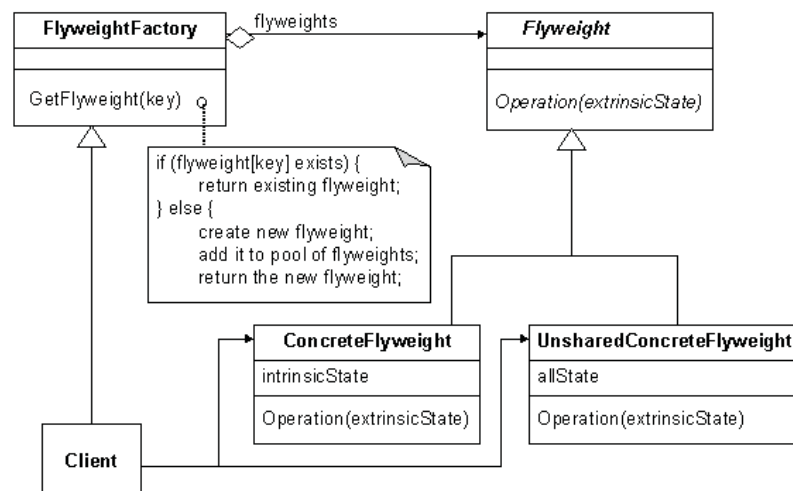 FlyweightFactory
flyweights
Flyweight
GetFlyweight(key)
Operation(extrinsicState)
if (flyweight[key] exists) {
return existing flyweight;
} else {
create new flyweight;
add it to pool of flyweights;
return the new flyweight;
ConcreteFlyweight
intrinsicState
Operation(extrinsicState)
UnsharedConcreteFlyweight
allState
Operation(extrinsicState)
Client